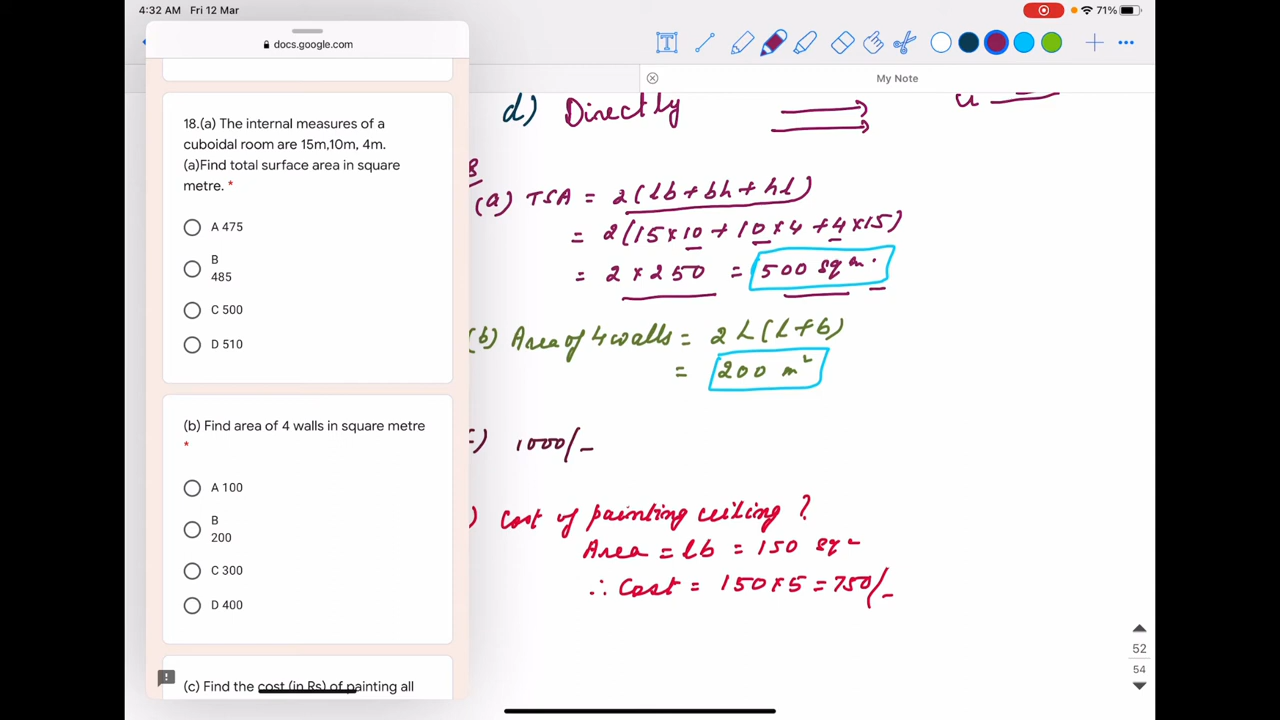 4:32 AM Fri 12 Mar
71%
docs.google.com
My Note
18.(a) The internal measures of a
cuboidal room are 15m,10m, 4m.
(a)Find total surface area in square
metre. *
A 475
B
485
C 500
D 510
(b) Find area of 4 walls in square metre
*
A 100
B
200
C 300
D 400
(c) Find the cost (in Rs) of painting all
d) Directly
(a) TSA = 2(lb+bh+hl)
= 2(15×10+10×4+4×15)
= 2×250 = 500 sq m.
(b) Area of 4 walls = 2h(l+b)
= 200 m²
c) 1000/-
) Cost of painting ceiling?
Area = lb = 150 sq
∴ Cost = 150×5=750/-
52
54